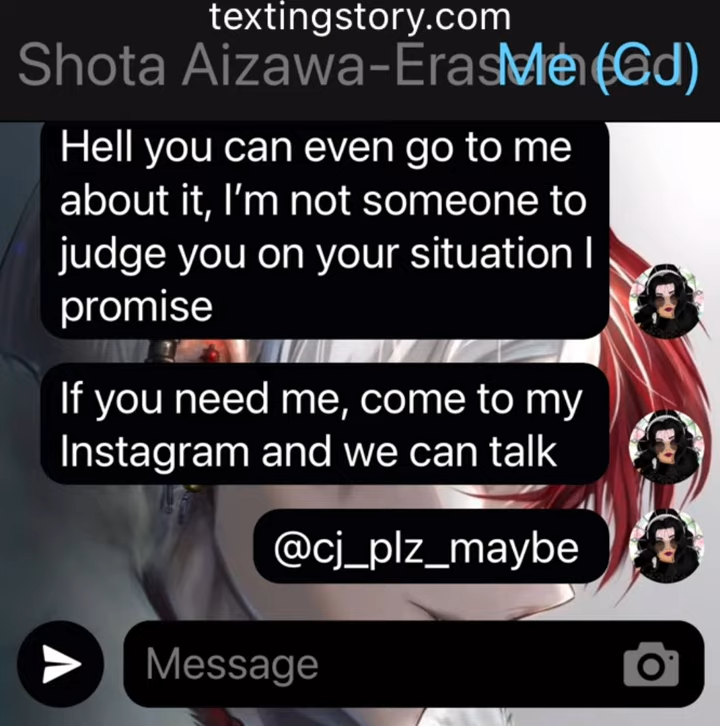 textingstory.com
Shota Aizawa-Eraserhead
Me (CJ)
Hell you can even go to me
about it, I’m not someone to
judge you on your situation I
promise
If you need me, come to my
Instagram and we can talk
@cj_plz_maybe
Message